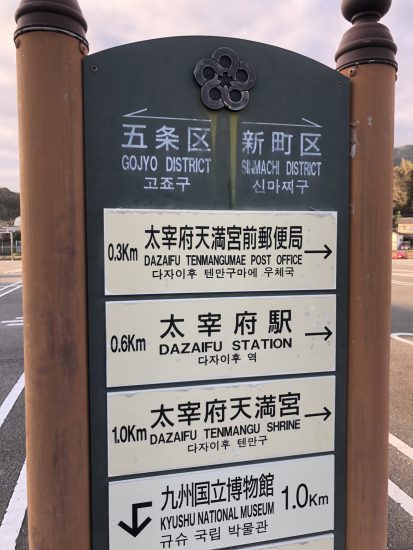 五条区
GOJYO DISTRICT
고죠구
新町区
SINMACHI DISTRICT
신마찌구
太宰府天満宮前郵便局
0.3Km DAZAIFU TENMANGUMAE POST OFFICE →
다자이후 텐만구마에 우체국
太宰府駅
0.6Km DAZAIFU STATION →
다자이후 역
太宰府天満宮
1.0Km DAZAIFU TENMANGU SHRINE →
다자이후 텐만구
九州国立博物館
KYUSHU NATIONAL MUSEUM 1.0Km
규슈 국립 박물관